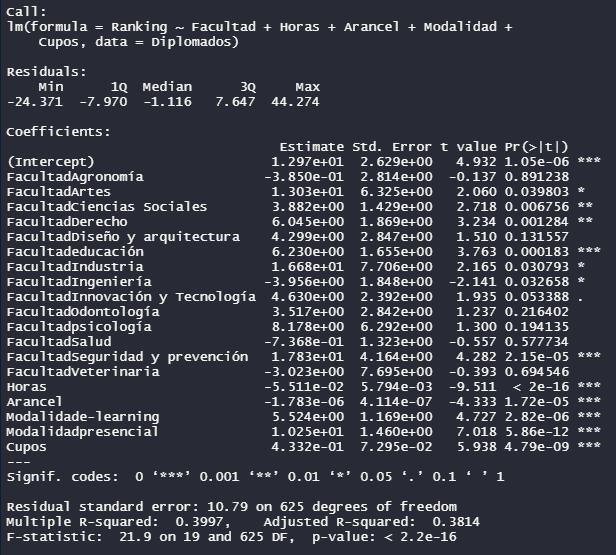 Call:
lm(formula = Ranking ~ Facultad + Horas + Arancel + Modalidad +
    Cupos, data = Diplomados)

Residuals:
    Min      1Q  Median      3Q     Max
-24.371  -7.970  -1.116   7.647  44.274

Coefficients:
                                  Estimate Std. Error t value Pr(>|t|)
(Intercept)                      1.297e+01  2.629e+00   4.932 1.05e-06 ***
FacultadAgronomía               -3.850e-01  2.814e+00  -0.137 0.891238
FacultadArtes                    1.303e+01  6.325e+00   2.060 0.039803 *
FacultadCiencias Sociales        3.882e+00  1.429e+00   2.718 0.006756 **
FacultadDerecho                  6.045e+00  1.869e+00   3.234 0.001284 **
FacultadDiseño y arquitectura    4.299e+00  2.847e+00   1.510 0.131557
Facultadeducación                6.230e+00  1.655e+00   3.763 0.000183 ***
FacultadIndustria                1.668e+01  7.706e+00   2.165 0.030793 *
FacultadIngeniería              -3.956e+00  1.848e+00  -2.141 0.032658 *
FacultadInnovación y Tecnología  4.630e+00  2.392e+00   1.935 0.053388 .
FacultadOdontología              3.517e+00  2.842e+00   1.237 0.216402
Facultadpsicología               8.178e+00  6.292e+00   1.300 0.194135
FacultadSalud                   -7.368e-01  1.323e+00  -0.557 0.577734
FacultadSeguridad y prevención   1.783e+01  4.164e+00   4.282 2.15e-05 ***
FacultadVeterinaria             -3.023e+00  7.695e+00  -0.393 0.694546
Horas                           -5.511e-02  5.794e-03  -9.511  < 2e-16 ***
Arancel                         -1.783e-06  4.114e-07  -4.333 1.72e-05 ***
Modalidade-learning              5.524e+00  1.169e+00   4.727 2.82e-06 ***
Modalidadpresencial              1.025e+01  1.460e+00   7.018 5.86e-12 ***
Cupos                            4.332e-01  7.295e-02   5.938 4.79e-09 ***
---
Signif. codes:  0 ‘***’ 0.001 ‘**’ 0.01 ‘*’ 0.05 ‘.’ 0.1 ‘ ’ 1

Residual standard error: 10.79 on 625 degrees of freedom
Multiple R-squared:  0.3997,	Adjusted R-squared:  0.3814
F-statistic:  21.9 on 19 and 625 DF,  p-value: < 2.2e-16